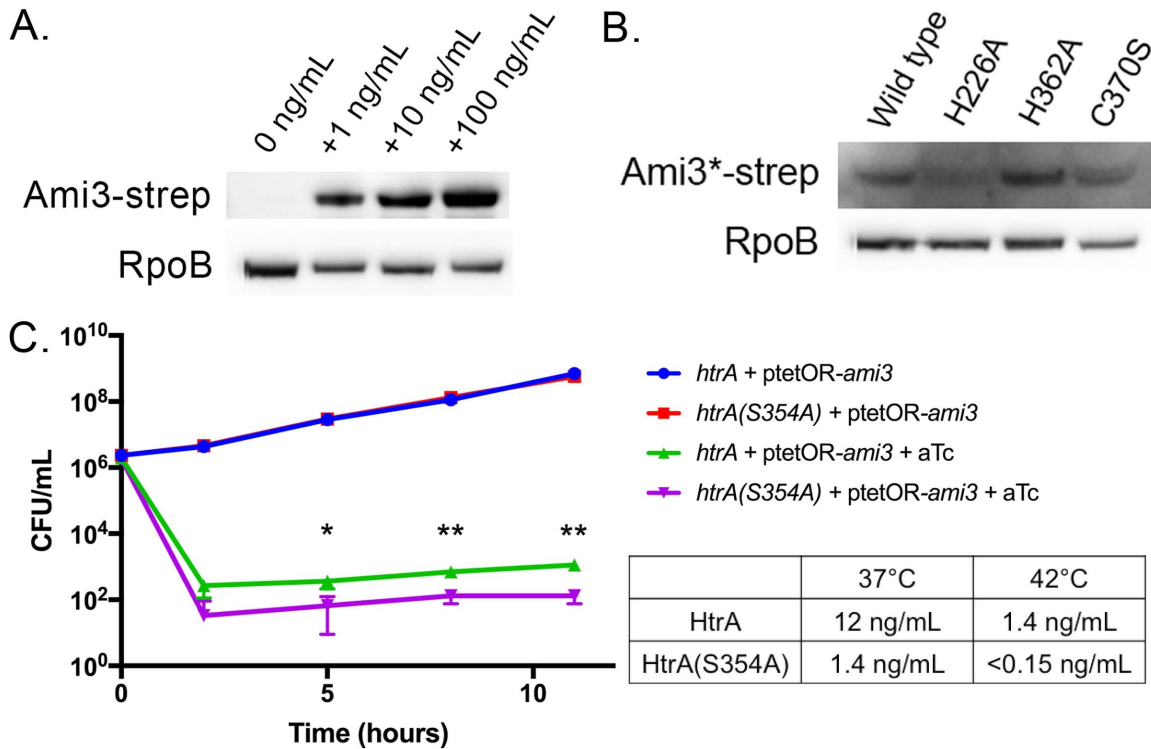 A.
0 ng/mL
+1 ng/mL
+10 ng/mL
+100 ng/mL
Ami3-strep
RpoB
B.
Wild type
H226A
H362A
C370S
Ami3*-strep
RpoB
C.
CFU/mL
10^10
10^8
10^6
10^4
10^2
10^0
* ** **
0 5 10
Time (hours)
htrA + ptetOR-ami3
htrA(S354A) + ptetOR-ami3
htrA + ptetOR-ami3 + aTc
htrA(S354A) + ptetOR-ami3 + aTc
37°C 42°C
HtrA 12 ng/mL 1.4 ng/mL
HtrA(S354A) 1.4 ng/mL <0.15 ng/mL